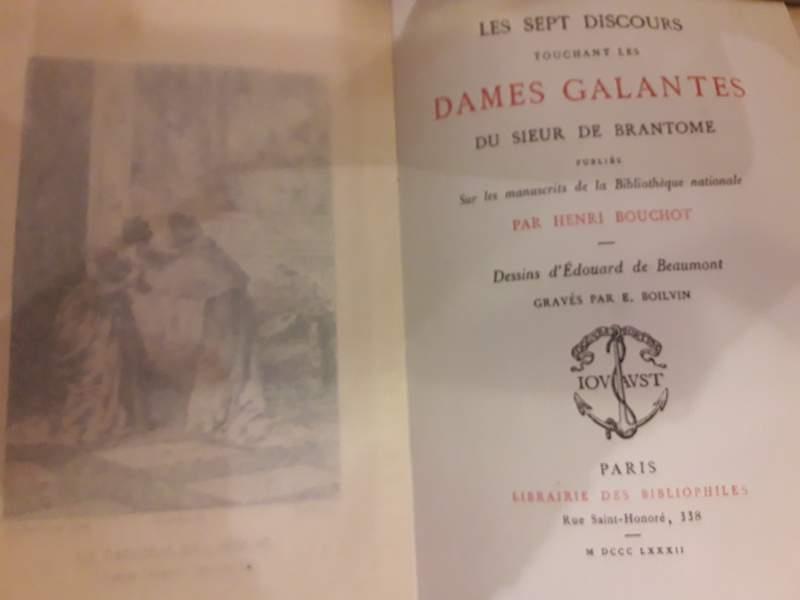 LES SEPT DISCOURS
TOUCHANT LES
DAMES GALANTES
DU SIEUR DE BRANTOME
PUBLIÉS
Sur les manuscrits de la Bibliothèque nationale
PAR HENRI BOUCHOT
Dessins d'Édouard de Beaumont
GRAVÉS PAR E. BOILVIN
IOV AVST
PARIS
LIBRAIRIE DES BIBLIOPHILES
Rue Saint-Honoré, 338
M DCCC LXXXII